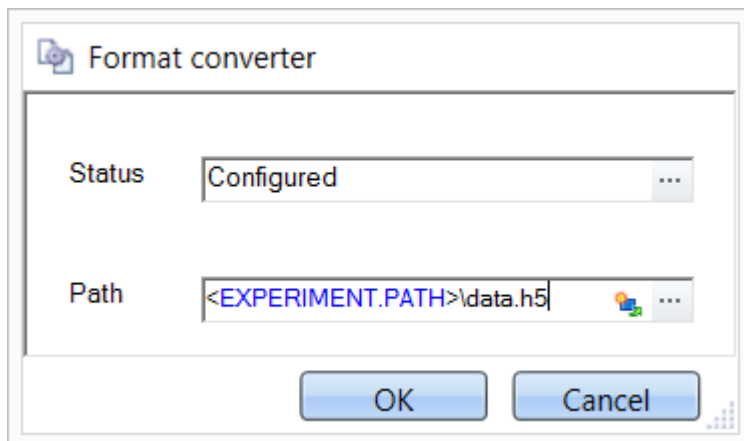 Format converter
Status Configured ...
Path <EXPERIMENT.PATH>\data.h5 ...
OK Cancel